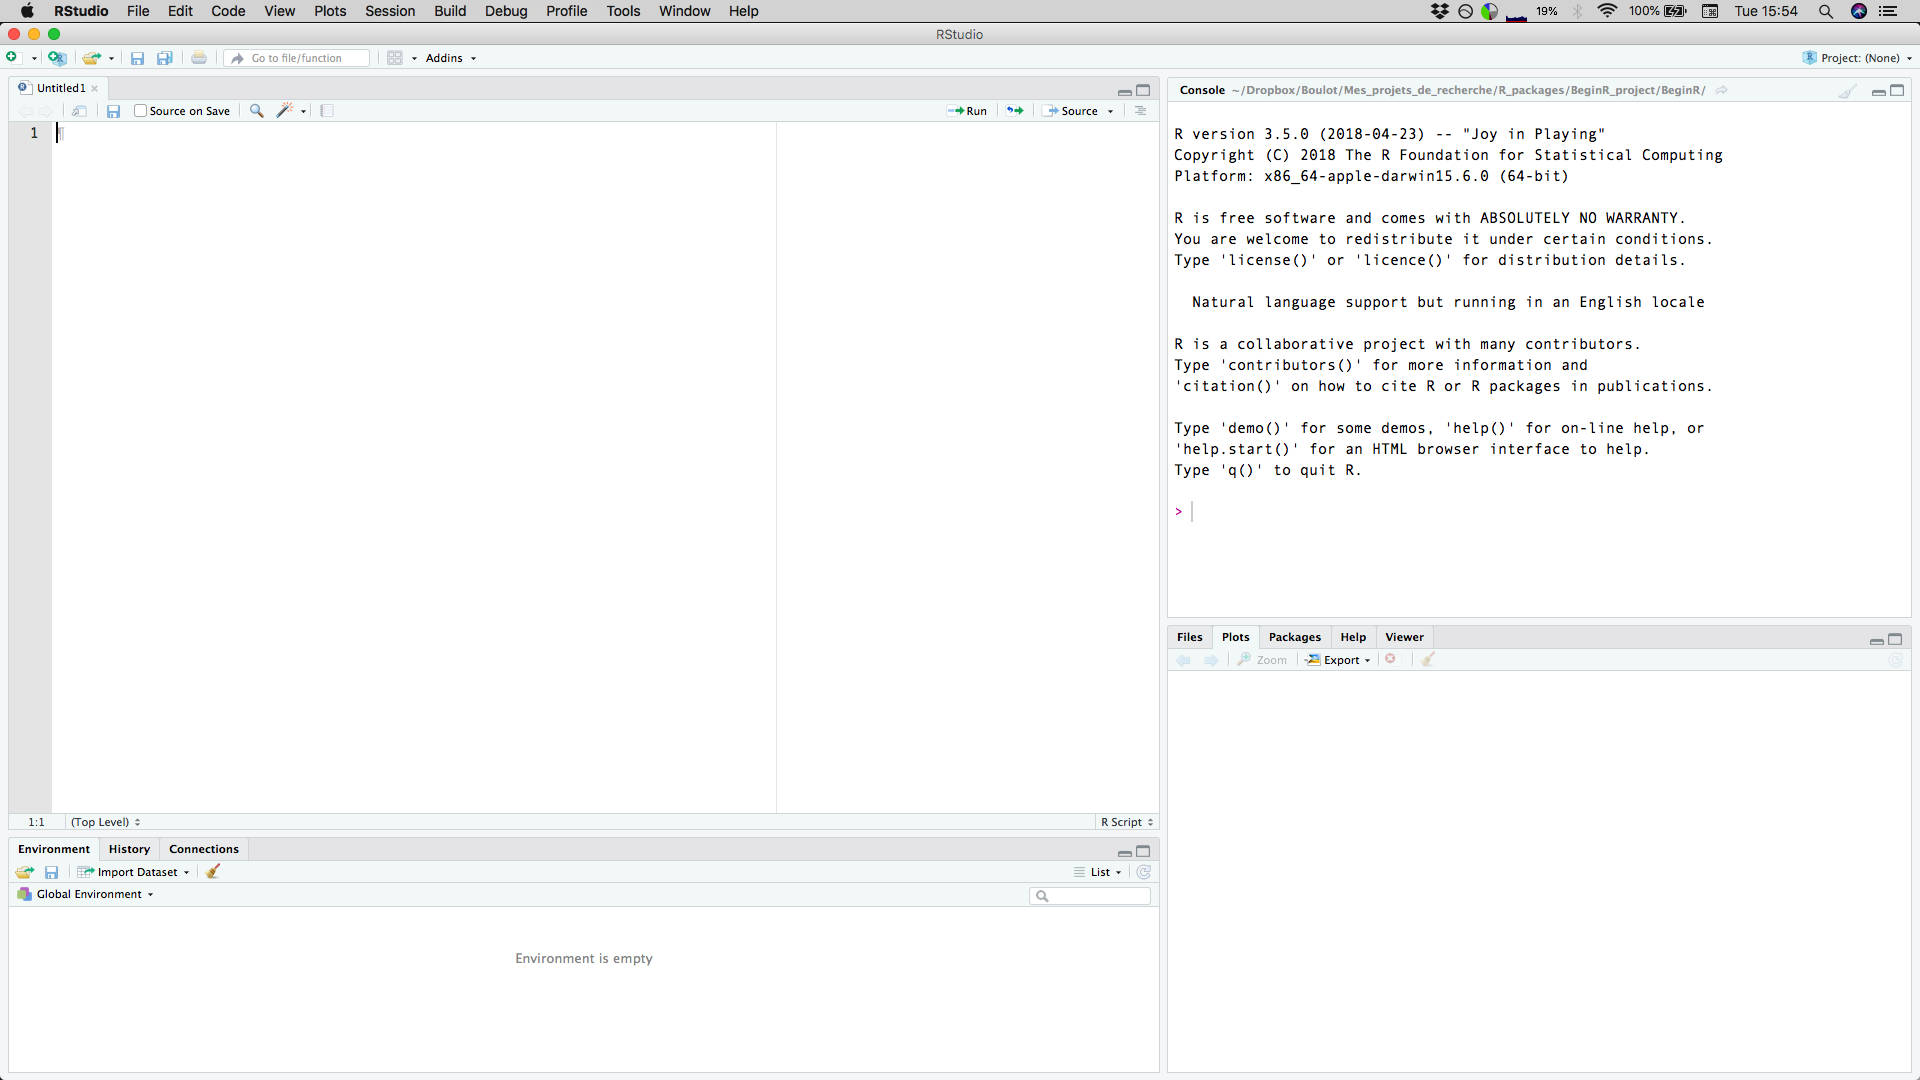 RStudio File Edit Code View Plots Session Build Debug Profile Tools Window Help 19% 100% Tue 15:54
RStudio
Go to file/function Addins Project: (None)
Untitled1
Source on Save Run Source
1
1:1 (Top Level) R Script
Environment History Connections
Import Dataset List
Global Environment
Environment is empty
Console ~/Dropbox/Boulot/Mes_projets_de_recherche/R_packages/BeginR_project/BeginR/
R version 3.5.0 (2018-04-23) -- "Joy in Playing"
Copyright (C) 2018 The R Foundation for Statistical Computing
Platform: x86_64-apple-darwin15.6.0 (64-bit)
R is free software and comes with ABSOLUTELY NO WARRANTY.
You are welcome to redistribute it under certain conditions.
Type 'license()' or 'licence()' for distribution details.
Natural language support but running in an English locale
R is a collaborative project with many contributors.
Type 'contributors()' for more information and
'citation()' on how to cite R or R packages in publications.
Type 'demo()' for some demos, 'help()' for on-line help, or
'help.start()' for an HTML browser interface to help.
Type 'q()' to quit R.
>
Files Plots Packages Help Viewer
Zoom Export